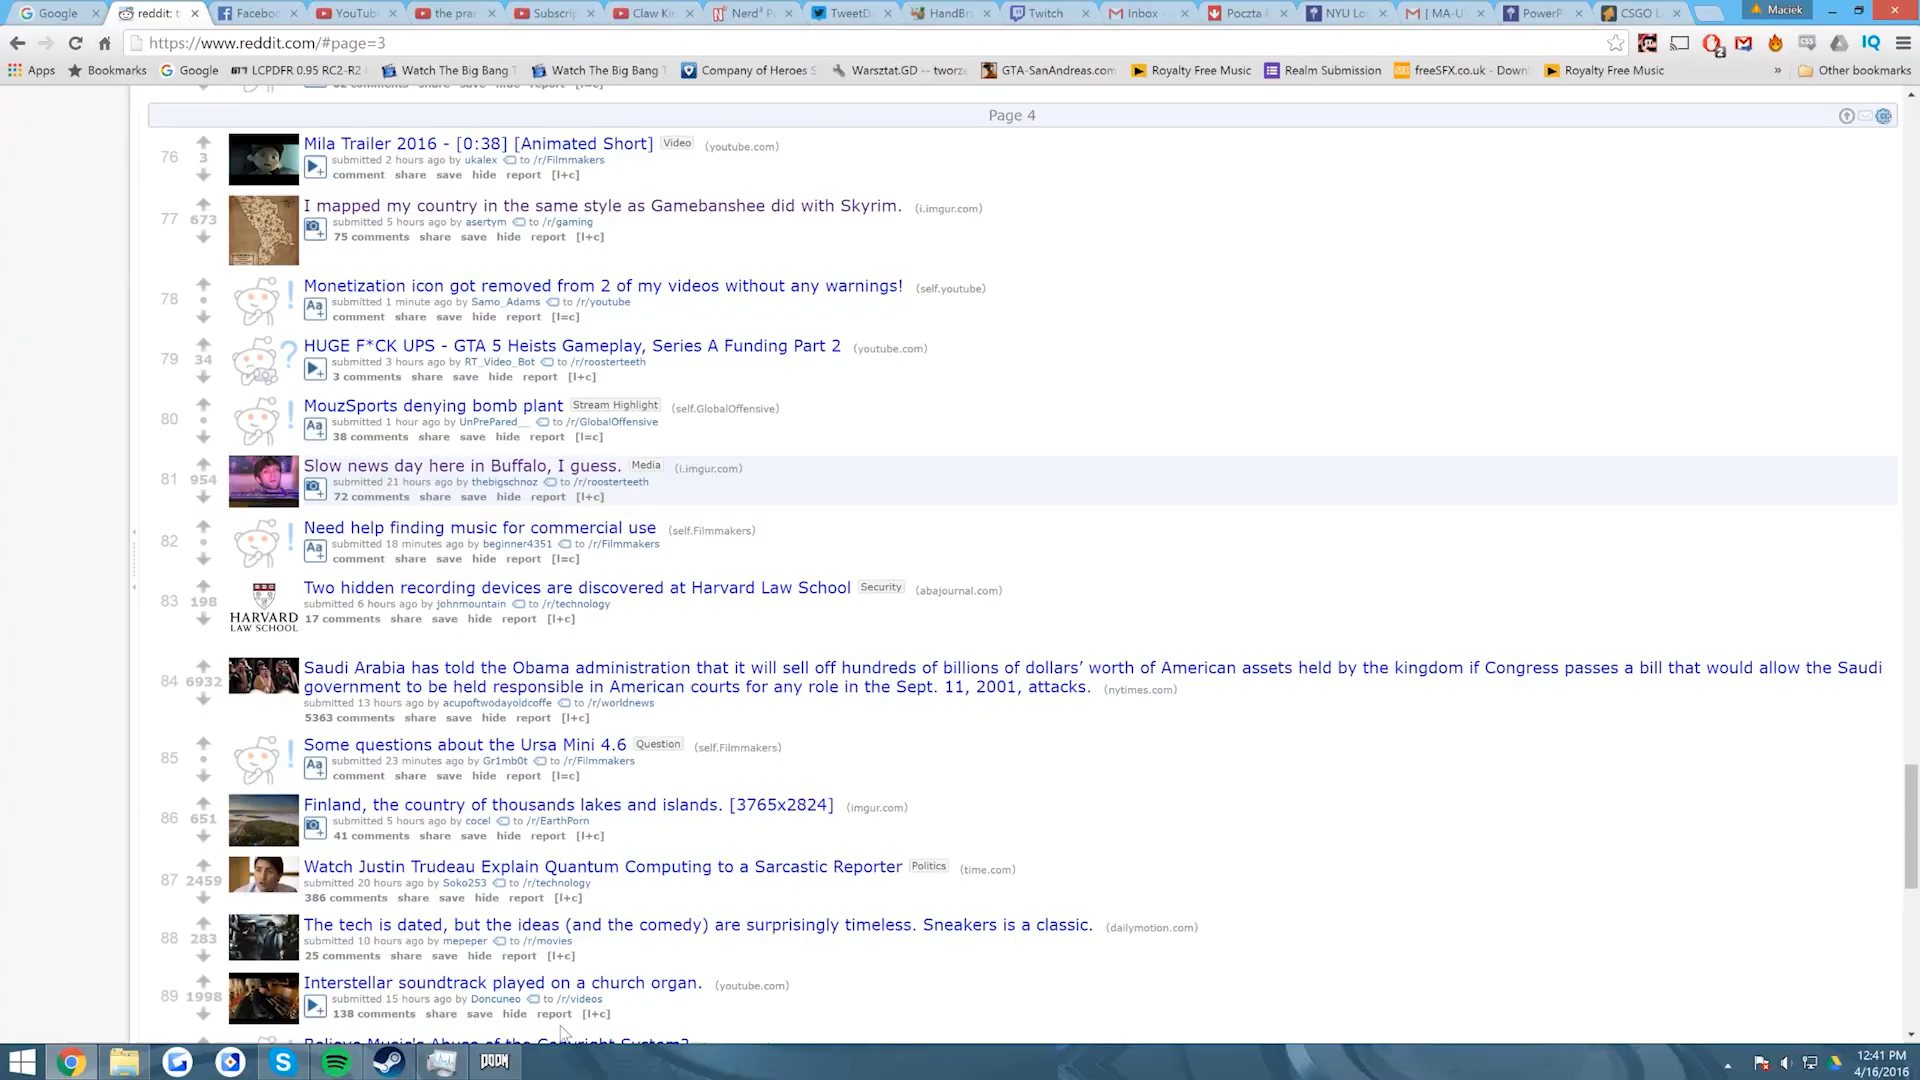 Google
reddit: t
Facebo
YouTub
the pra
Subscri
Claw Ki
Nerd³ P
TweetD
HandBr
Twitch
Inbox
Poczta
NYU Lo
[ MA-U
PowerP
CSGO L
Maciek
https://www.reddit.com/#page=3
Apps
Bookmarks
Google
LCPDFR 0.95 RC2-R2
Watch The Big Bang
Watch The Big Bang
Company of Heroes
Warsztat.GD -- tworz
GTA-SanAndreas.com
Royalty Free Music
Realm Submission
freeSFX.co.uk - Down
Royalty Free Music
» Other bookmarks
comments share save hide report [l+c]
Page 4
76
3
Mila Trailer 2016 - [0:38] [Animated Short] Video (youtube.com)
submitted 2 hours ago by ukalex to /r/Filmmakers
comment share save hide report [l+c]
77
673
I mapped my country in the same style as Gamebanshee did with Skyrim. (i.imgur.com)
submitted 5 hours ago by asertym to /r/gaming
75 comments share save hide report [l+c]
78
•
Monetization icon got removed from 2 of my videos without any warnings! (self.youtube)
Aa submitted 1 minute ago by Samo_Adams to /r/youtube
comment share save hide report [l=c]
79
34
HUGE F*CK UPS - GTA 5 Heists Gameplay, Series A Funding Part 2 (youtube.com)
submitted 3 hours ago by RT_Video_Bot to /r/roosterteeth
3 comments share save hide report [l+c]
80
•
MouzSports denying bomb plant Stream Highlight (self.GlobalOffensive)
Aa submitted 1 hour ago by UnPrePared__ to /r/GlobalOffensive
38 comments share save hide report [l=c]
81
954
Slow news day here in Buffalo, I guess. Media (i.imgur.com)
submitted 21 hours ago by thebigschnoz to /r/roosterteeth
72 comments share save hide report [l+c]
82
•
Need help finding music for commercial use (self.Filmmakers)
Aa submitted 18 minutes ago by beginner4351 to /r/Filmmakers
comment share save hide report [l=c]
83
198
HARVARD
LAW SCHOOL
Two hidden recording devices are discovered at Harvard Law School Security (abajournal.com)
submitted 6 hours ago by johnmountain to /r/technology
17 comments share save hide report [l+c]
84
6932
Saudi Arabia has told the Obama administration that it will sell off hundreds of billions of dollars’ worth of American assets held by the kingdom if Congress passes a bill that would allow the Saudi
government to be held responsible in American courts for any role in the Sept. 11, 2001, attacks. (nytimes.com)
submitted 13 hours ago by acupoftwodayoldcoffe to /r/worldnews
5363 comments share save hide report [l+c]
85
•
Some questions about the Ursa Mini 4.6 Question (self.Filmmakers)
Aa submitted 23 minutes ago by Gr1mb0t to /r/Filmmakers
comment share save hide report [l=c]
86
651
Finland, the country of thousands lakes and islands. [3765x2824] (imgur.com)
submitted 5 hours ago by cocel to /r/EarthPorn
41 comments share save hide report [l+c]
87
2459
Watch Justin Trudeau Explain Quantum Computing to a Sarcastic Reporter Politics (time.com)
submitted 20 hours ago by Soko253 to /r/technology
386 comments share save hide report [l+c]
88
283
The tech is dated, but the ideas (and the comedy) are surprisingly timeless. Sneakers is a classic. (dailymotion.com)
submitted 10 hours ago by mepeper to /r/movies
25 comments share save hide report [l+c]
89
1998
Interstellar soundtrack played on a church organ. (youtube.com)
submitted 15 hours ago by Doncuneo to /r/videos
138 comments share save hide report [l+c]
Believe Music's Abuse of the Copyright System?
DOOM
12:41 PM
4/16/2016